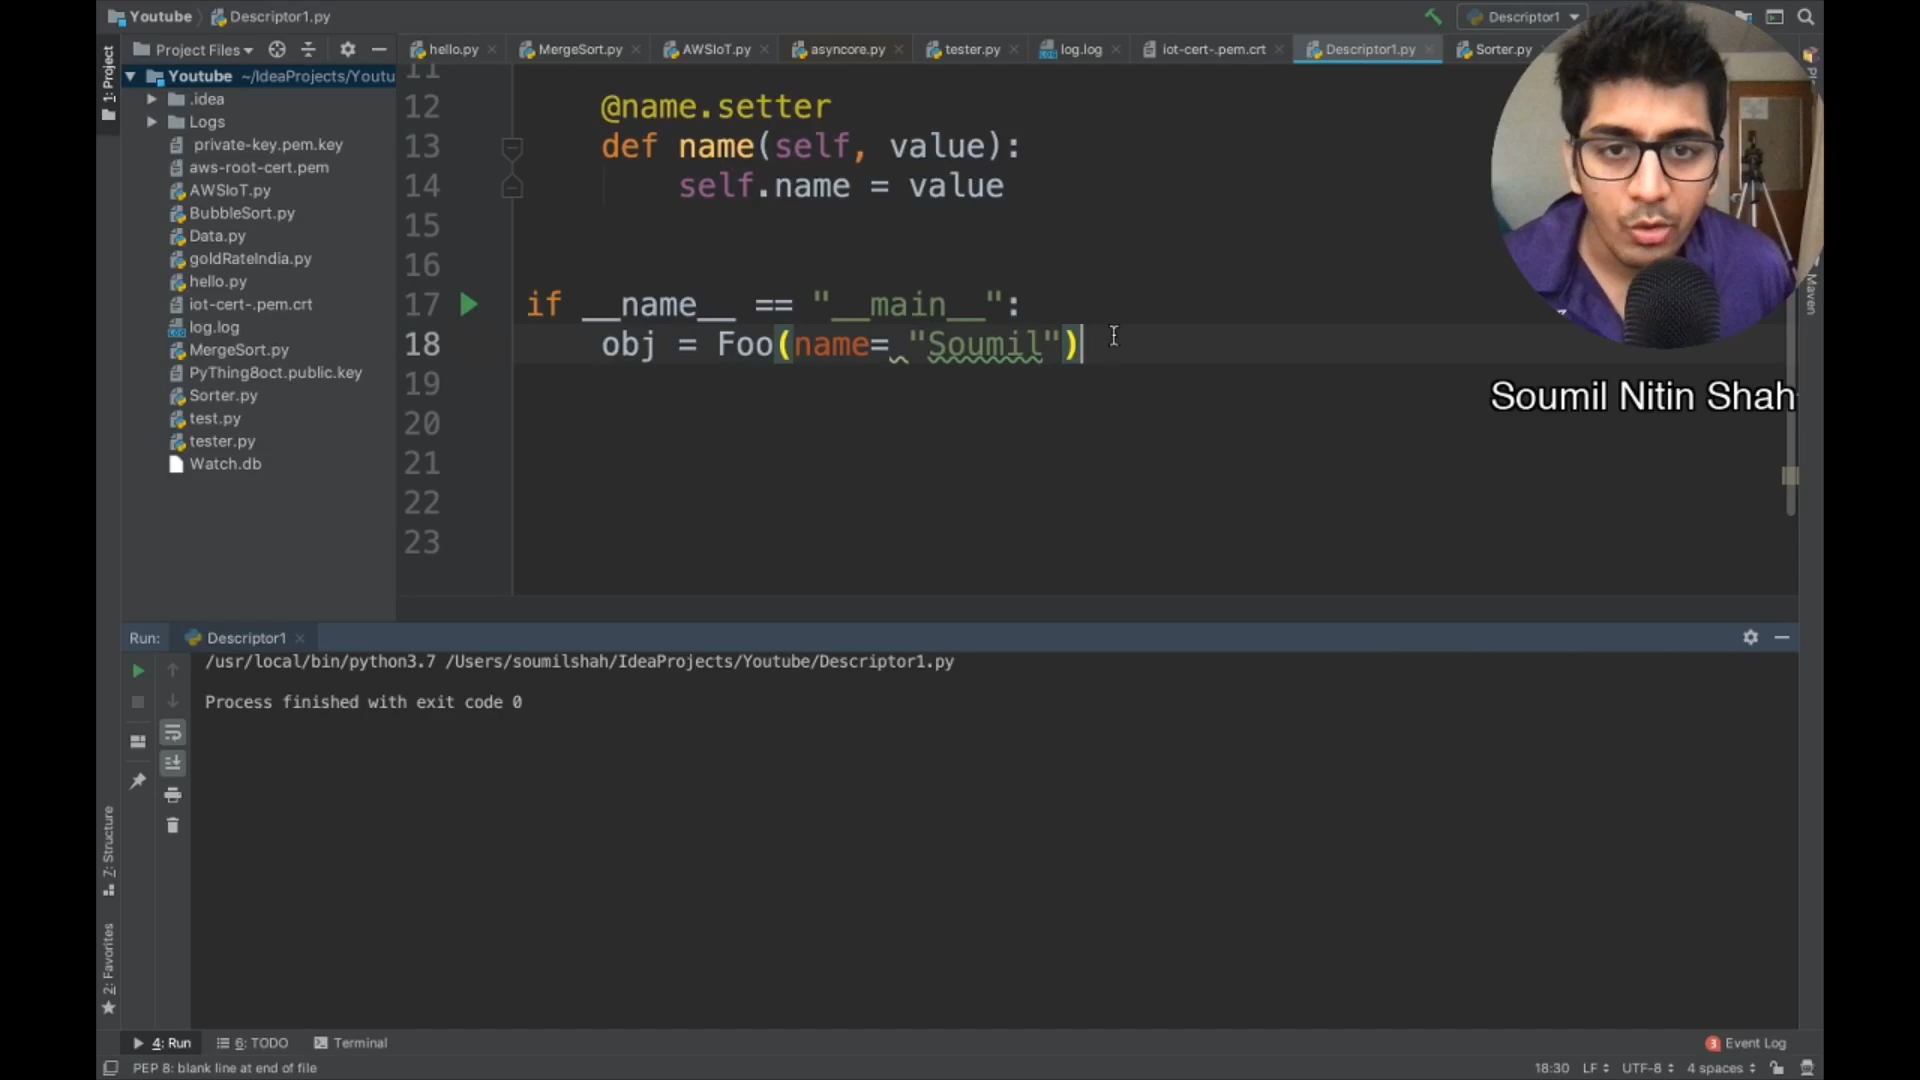 Youtube Descriptor1.py
Descriptor1
Project Files
hello.py
MergeSort.py
AWSIoT.py
asyncore.py
tester.py
log.log
iot-cert-.pem.crt
Descriptor1.py
Sorter.py
1: Project
Youtube ~/IdeaProjects/Youtu
.idea
Logs
private-key.pem.key
aws-root-cert.pem
AWSIoT.py
BubbleSort.py
Data.py
goldRateIndia.py
hello.py
iot-cert-.pem.crt
log.log
MergeSort.py
PyThing8oct.public.key
Sorter.py
test.py
tester.py
Watch.db
11
12 @name.setter
13 def name(self, value):
14 self.name = value
15
16
17 if __name__ == "__main__":
18 obj = Foo(name= "Soumil")
19
20
21
22
23
Maven
Soumil Nitin Shah
Run: Descriptor1
/usr/local/bin/python3.7 /Users/soumilshah/IdeaProjects/Youtube/Descriptor1.py
Process finished with exit code 0
Z: Structure
2: Favorites
4: Run
6: TODO
Terminal
3 Event Log
PEP 8: blank line at end of file
18:30 LF UTF-8 4 spaces